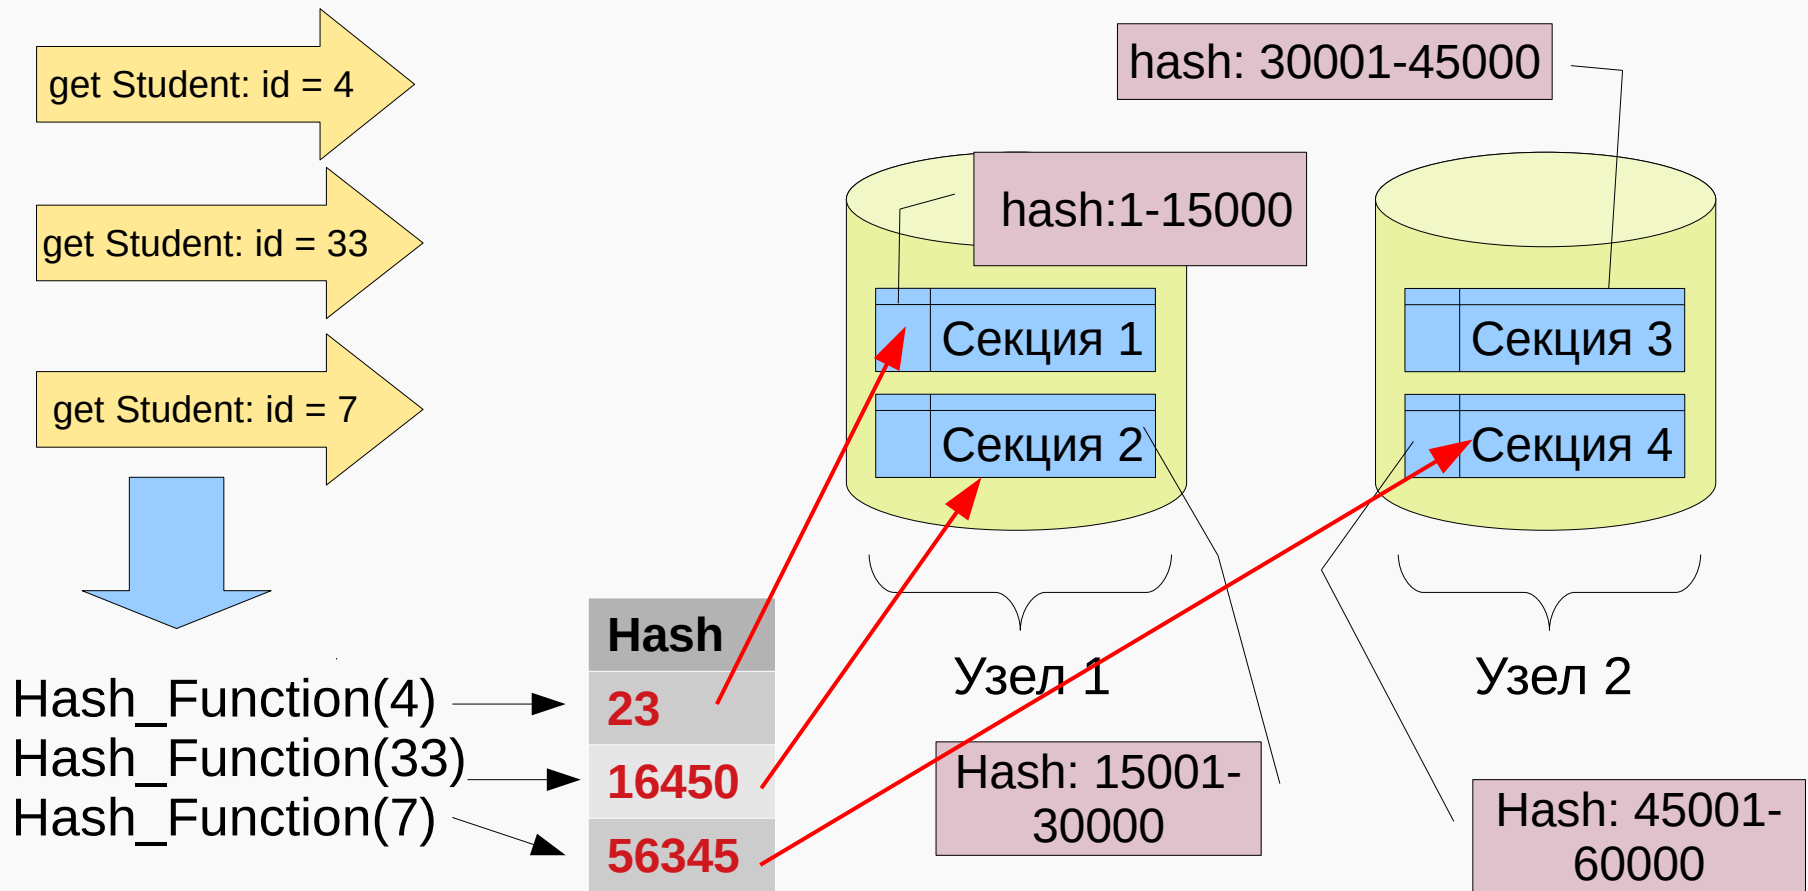 get Student: id = 4
get Student: id = 33
get Student: id = 7
Hash_Function(4)
Hash_Function(33)
Hash_Function(7)
Hash
23
16450
56345
hash: 30001-45000
hash:1-15000
Секция 1
Секция 2
Секция 3
Секция 4
Узел 1
Узел 2
Hash: 15001-
30000
Hash: 45001-
60000